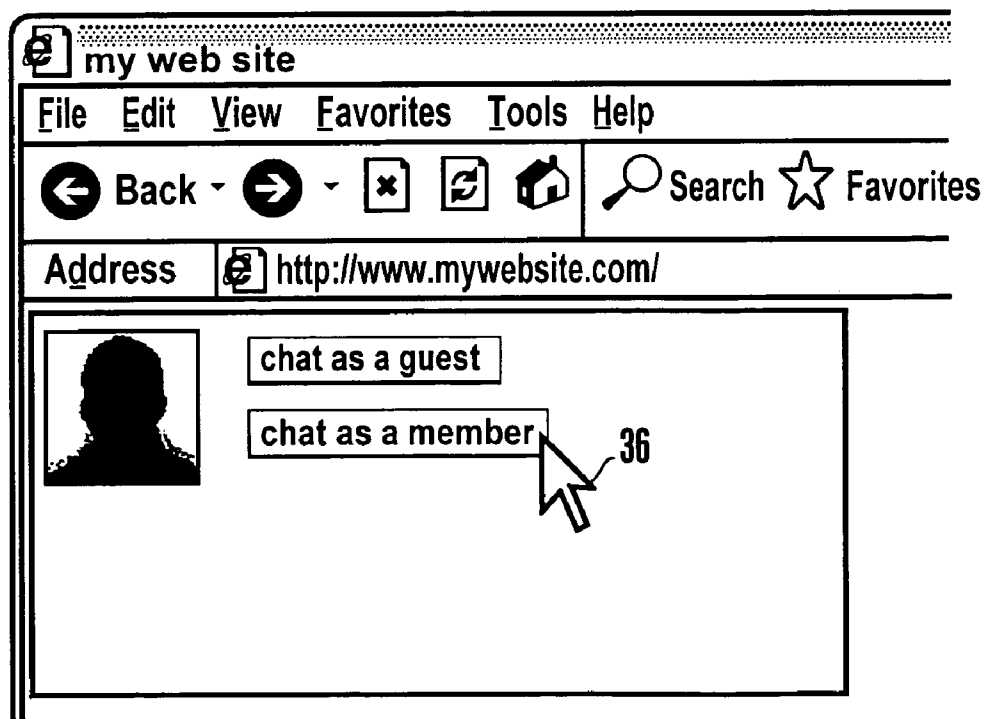 my web site
File Edit View Favorites Tools Help
Back Search Favorites
Address http://www.mywebsite.com/
chat as a guest
chat as a member
36